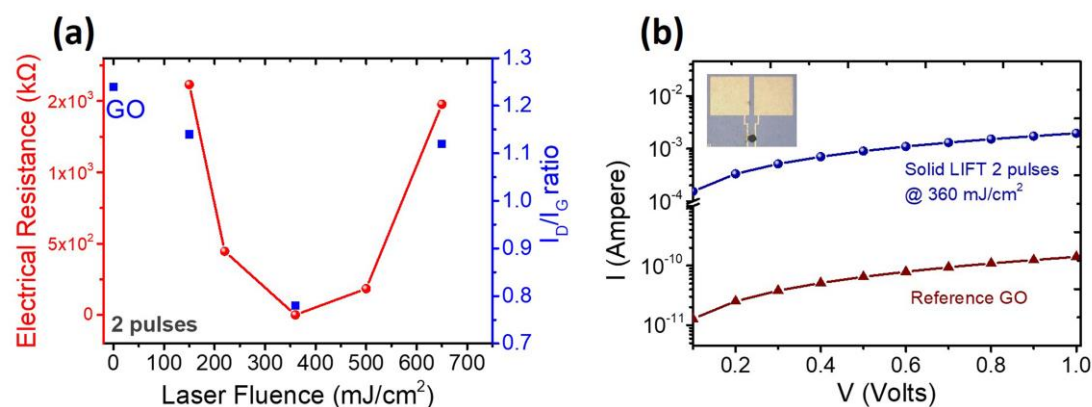 (a)
Electrical Resistance (kΩ)
2x10³
1x10³
5x10²
0
GO
2 pulses
0 100 200 300 400 500 600 700
Laser Fluence (mJ/cm²)
1.3
1.2
1.1
1.0
0.9
0.8
0.7
I_D/I_G ratio
(b)
I (Ampere)
10⁻²
10⁻³
10⁻⁴
10⁻¹⁰
10⁻¹¹
Solid LIFT 2 pulses
@ 360 mJ/cm²
Reference GO
0.2 0.4 0.6 0.8 1.0
V (Volts)